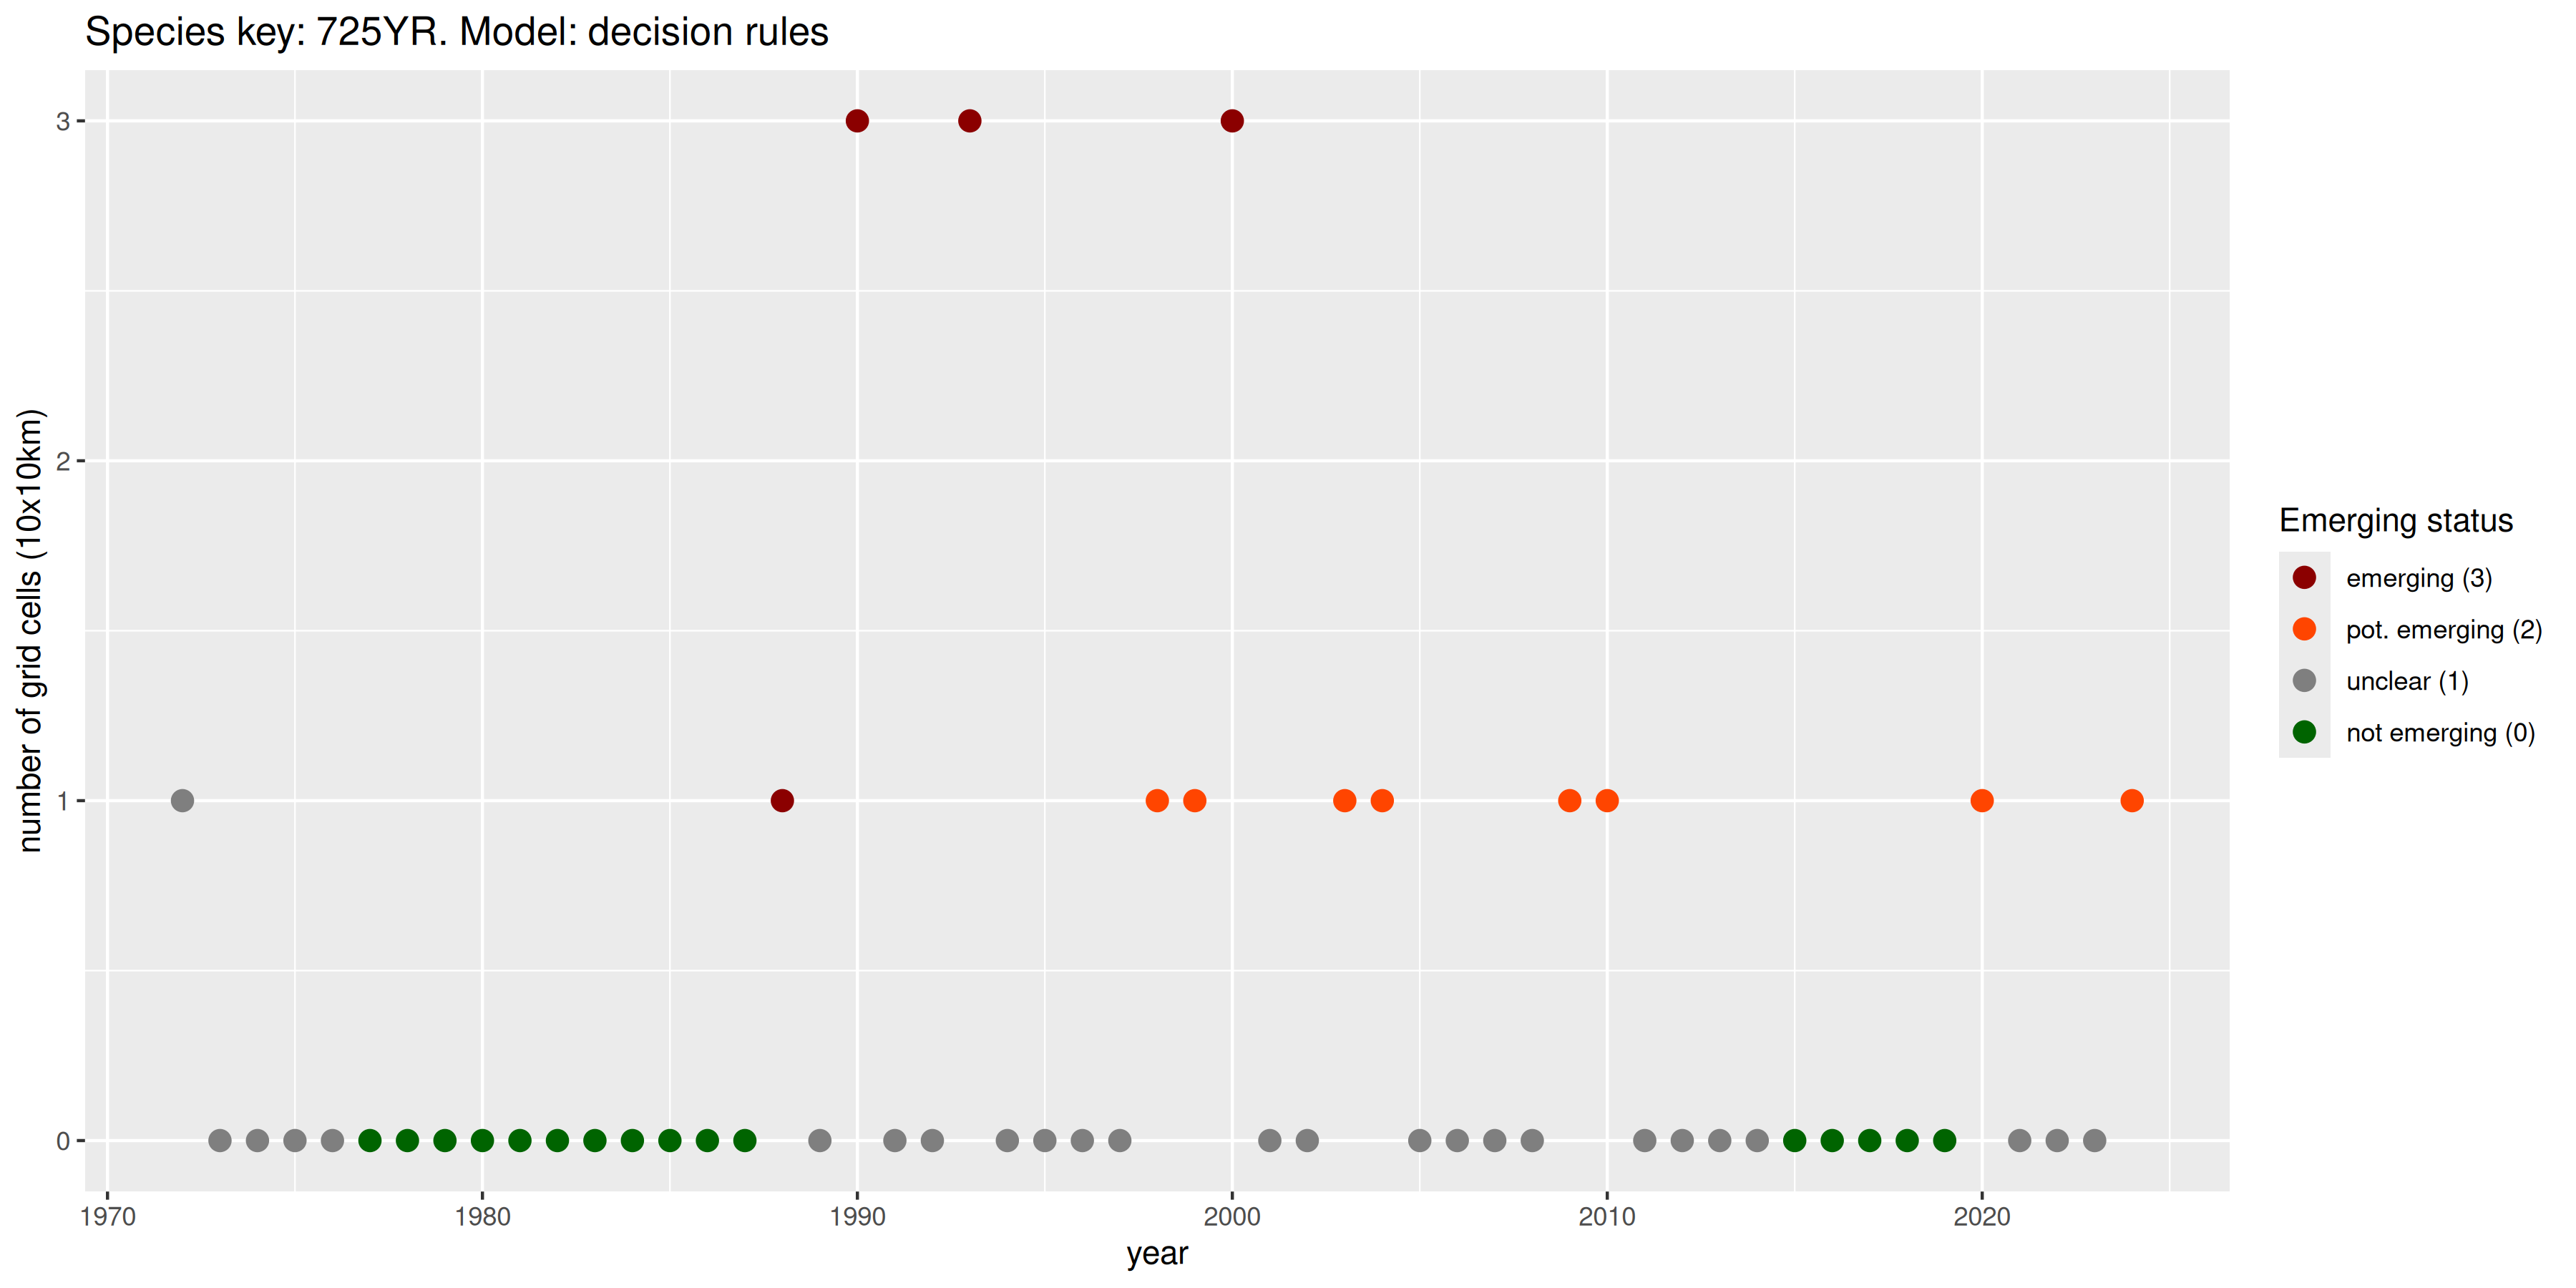 Species key: 725YR. Model: decision rules
3
2
1
0
number of grid cells (10x10km)
1970 1980 1990 2000 2010 2020
year
Emerging status
emerging (3)
pot. emerging (2)
unclear (1)
not emerging (0)